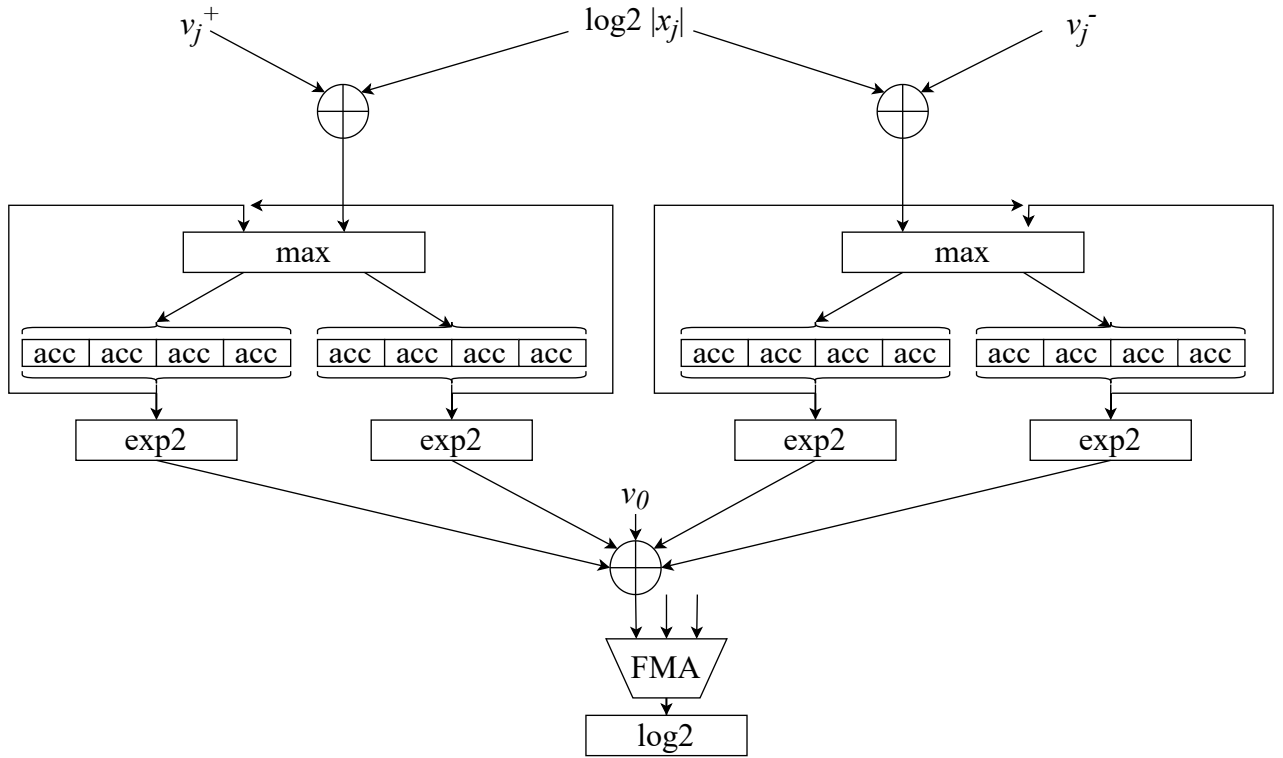 v_j^+ log2 |x_j| v_j^-
max max
acc acc acc acc acc acc acc acc acc acc acc acc acc acc acc acc
exp2 exp2 exp2 exp2
v_0
FMA
log2